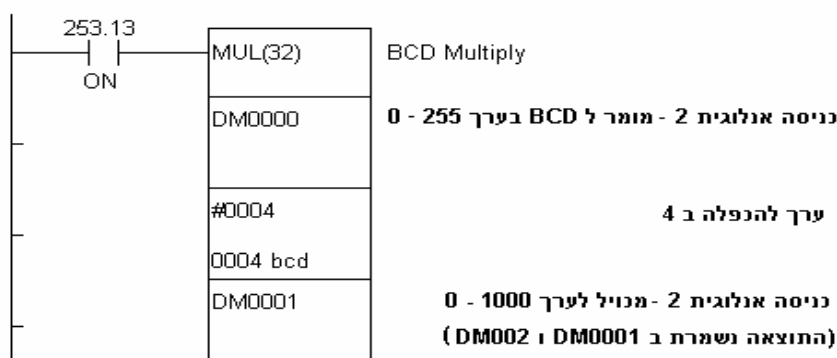 253.13
ON
MUL(32) BCD Multiply
DM0000 כניסה אנלוגית 2 - מומר ל BCD בערך 255 - 0
#0004 ערך להכפלה ב 4
0004 bcd
DM0001 כניסה אנלוגית 2 - מכויל לערך 1000 - 0
(התוצאה נשמרת ב DM0001 ו DM002)